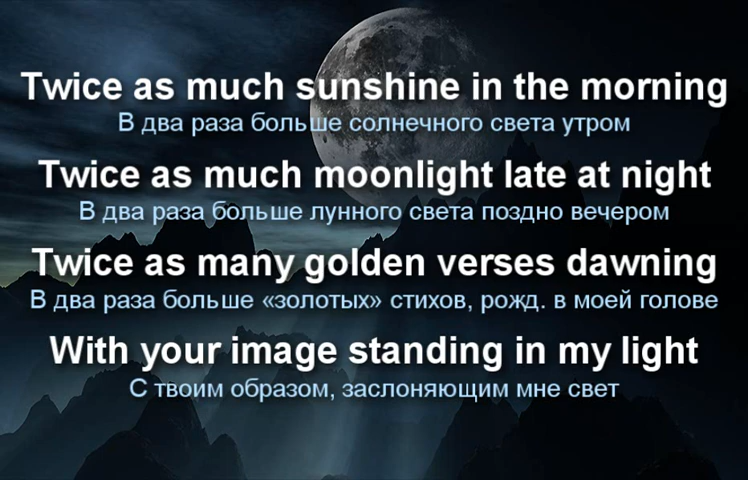 Twice as much sunshine in the morning
В два раза больше солнечного света утром
Twice as much moonlight late at night
В два раза больше лунного света поздно вечером
Twice as many golden verses dawning
В два раза больше «золотых» стихов, рожд. в моей голове
With your image standing in my light
С твоим образом, заслоняющим мне свет